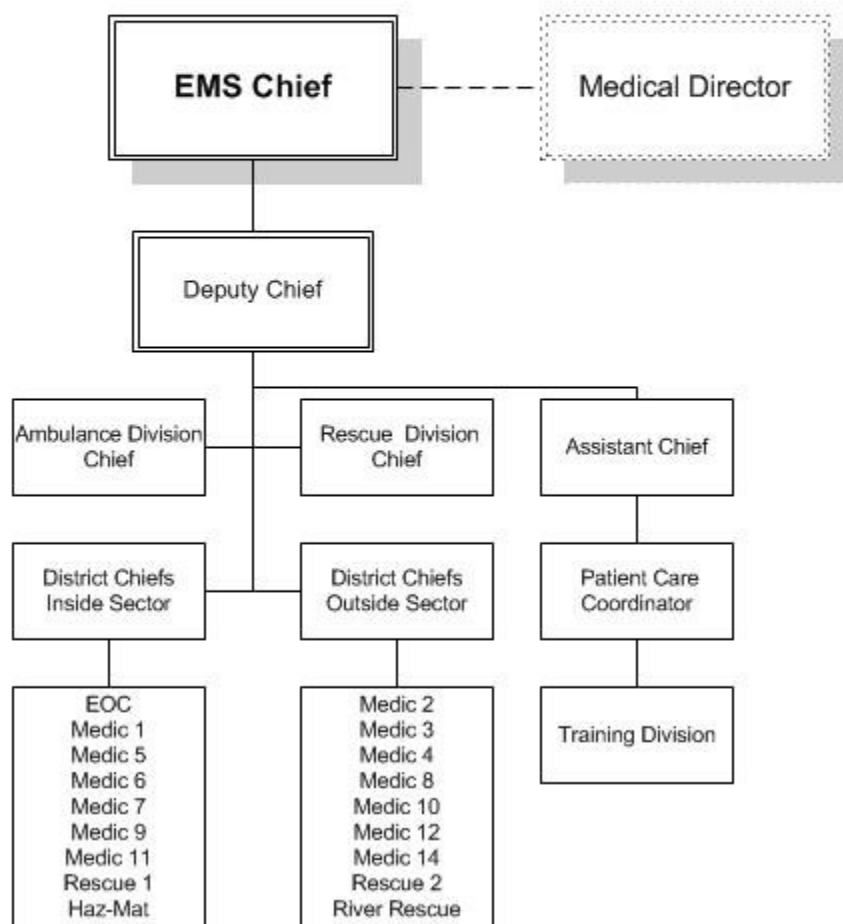 EMS Chief
Medical Director
Deputy Chief
Ambulance Division
Chief
Rescue Division
Chief
Assistant Chief
District Chiefs
Inside Sector
District Chiefs
Outside Sector
Patient Care
Coordinator
EOC
Medic 1
Medic 5
Medic 6
Medic 7
Medic 9
Medic 11
Rescue 1
Haz-Mat
Medic 2
Medic 3
Medic 4
Medic 8
Medic 10
Medic 12
Medic 14
Rescue 2
River Rescue
Training Division